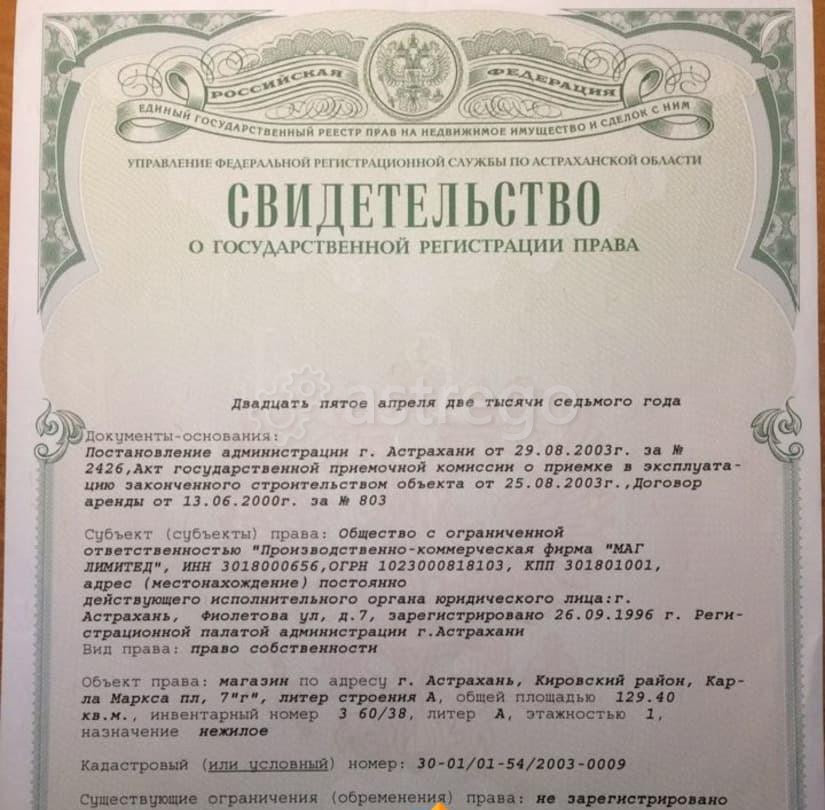 РОССИЙСКАЯ ФЕДЕРАЦИЯ
ЕДИНЫЙ ГОСУДАРСТВЕННЫЙ РЕЕСТР ПРАВ НА НЕДВИЖИМОЕ ИМУЩЕСТВО И СДЕЛОК С НИМ
УПРАВЛЕНИЕ ФЕДЕРАЛЬНОЙ РЕГИСТРАЦИОННОЙ СЛУЖБЫ ПО АСТРАХАНСКОЙ ОБЛАСТИ
СВИДЕТЕЛЬСТВО
О ГОСУДАРСТВЕННОЙ РЕГИСТРАЦИИ ПРАВА
astrego
Двадцать пятое апреля две тысячи седьмого года
Документы-основания:
Постановление администрации г. Астрахани от 29.08.2003г. за №
2426,Акт государственной приемочной комиссии о приемке в эксплуата-
цию законченного строительством объекта от 25.08.2003г.,Договор
аренды от 13.06.2000г. за № 803
Субъект (субъекты) права: Общество с ограниченной
ответственностью "Производственно-коммерческая фирма "МАГ
ЛИМИТЕД", ИНН 3018000656,ОГРН 1023000818103, КПП 301801001,
адрес (местонахождение) постоянно
действующего исполнительного органа юридического лица:г.
Астрахань, Фиолетова ул, д.7, зарегистрировано 26.09.1996 г. Реги-
страционной палатой администрации г.Астрахани
Вид права: право собственности
Объект права: магазин по адресу г. Астрахань, Кировский район, Кар-
ла Маркса пл, 7"г", литер строения А, общей площадью 129.40
кв.м., инвентарный номер 3 60/38, литер А, этажностью 1,
назначение нежилое
Кадастровый (или условный) номер: 30-01/01-54/2003-0009
Существующие ограничения (обременения) права: не зарегистрировано